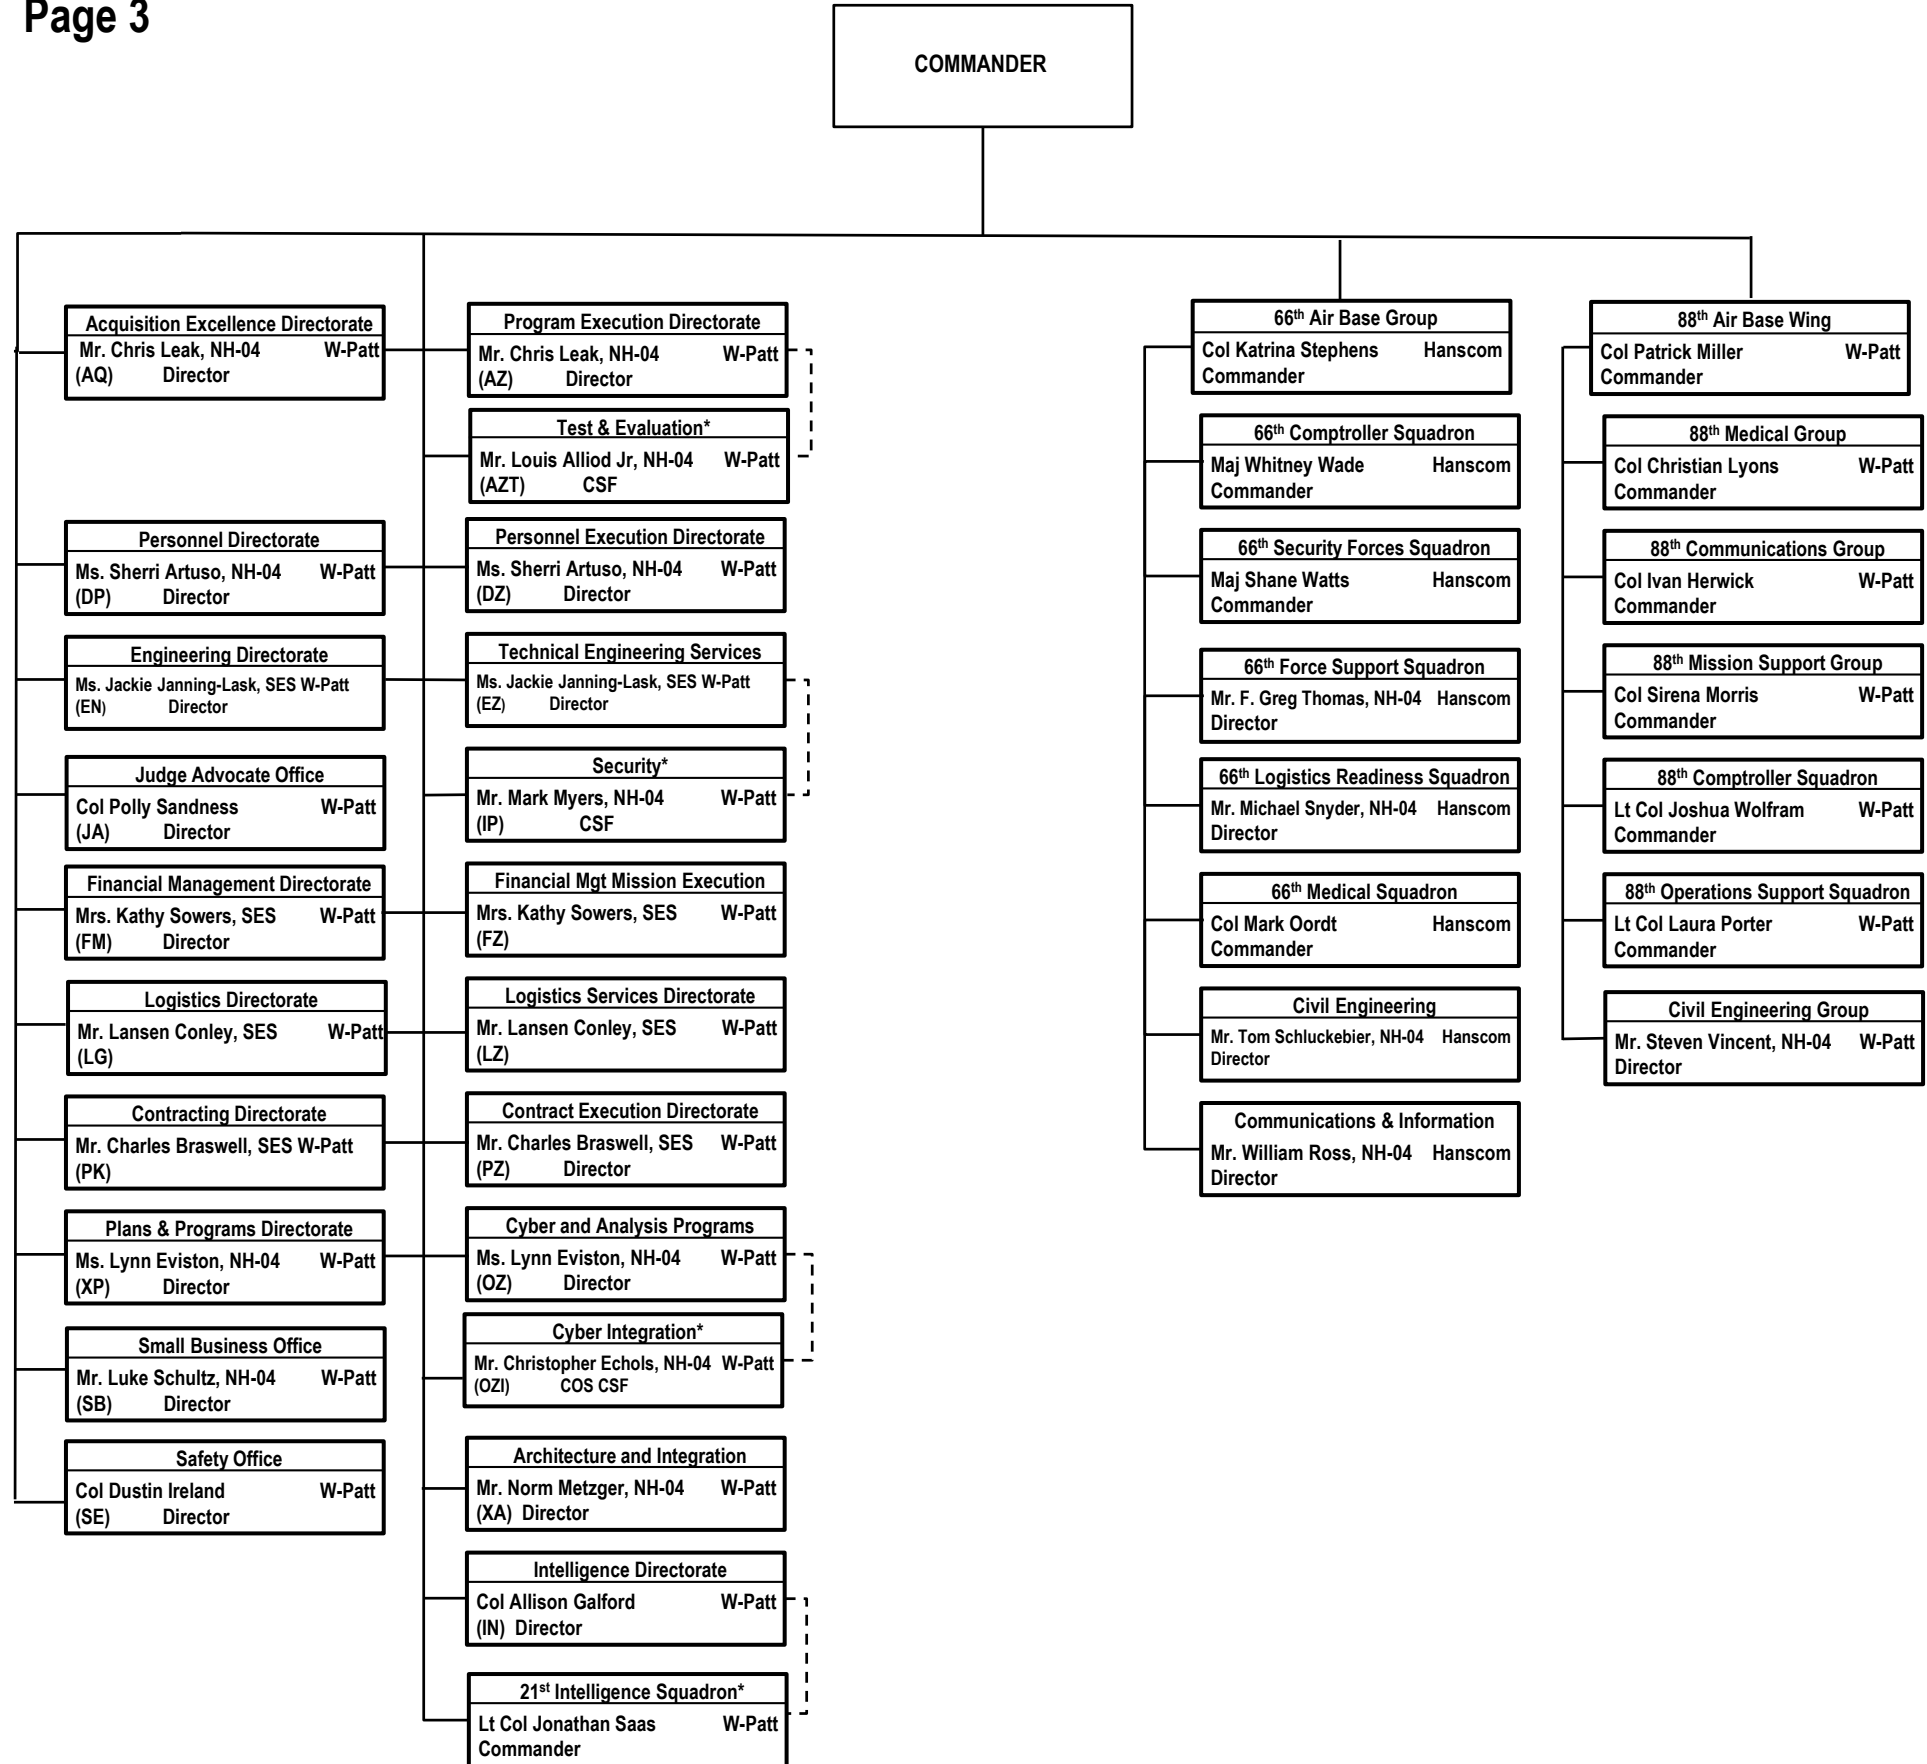 Page 3
COMMANDER
Acquisition Excellence Directorate
Mr. Chris Leak, NH-04 W-Patt
(AQ) Director
Personnel Directorate
Ms. Sherri Artuso, NH-04 W-Patt
(DP) Director
Engineering Directorate
Ms. Jackie Janning-Lask, SES W-Patt
(EN) Director
Judge Advocate Office
Col Polly Sandness W-Patt
(JA) Director
Financial Management Directorate
Mrs. Kathy Sowers, SES W-Patt
(FM) Director
Logistics Directorate
Mr. Lansen Conley, SES W-Patt
(LG)
Contracting Directorate
Mr. Charles Braswell, SES W-Patt
(PK)
Plans & Programs Directorate
Ms. Lynn Eviston, NH-04 W-Patt
(XP) Director
Small Business Office
Mr. Luke Schultz, NH-04 W-Patt
(SB) Director
Safety Office
Col Dustin Ireland W-Patt
(SE) Director
Program Execution Directorate
Mr. Chris Leak, NH-04 W-Patt
(AZ) Director
Test & Evaluation*
Mr. Louis Alliod Jr, NH-04 W-Patt
(AZT) CSF
Personnel Execution Directorate
Ms. Sherri Artuso, NH-04 W-Patt
(DZ) Director
Technical Engineering Services
Ms. Jackie Janning-Lask, SES W-Patt
(EZ) Director
Security*
Mr. Mark Myers, NH-04 W-Patt
(IP) CSF
Financial Mgt Mission Execution
Mrs. Kathy Sowers, SES W-Patt
(FZ)
Logistics Services Directorate
Mr. Lansen Conley, SES W-Patt
(LZ)
Contract Execution Directorate
Mr. Charles Braswell, SES W-Patt
(PZ) Director
Cyber and Analysis Programs
Ms. Lynn Eviston, NH-04 W-Patt
(OZ) Director
Cyber Integration*
Mr. Christopher Echols, NH-04 W-Patt
(OZI) COS CSF
Architecture and Integration
Mr. Norm Metzger, NH-04 W-Patt
(XA) Director
Intelligence Directorate
Col Allison Galford W-Patt
(IN) Director
21st Intelligence Squadron*
Lt Col Jonathan Saas W-Patt
Commander
66th Air Base Group
Col Katrina Stephens Hanscom
Commander
66th Comptroller Squadron
Maj Whitney Wade Hanscom
Commander
66th Security Forces Squadron
Maj Shane Watts Hanscom
Commander
66th Force Support Squadron
Mr. F. Greg Thomas, NH-04 Hanscom
Director
66th Logistics Readiness Squadron
Mr. Michael Snyder, NH-04 Hanscom
Director
66th Medical Squadron
Col Mark Oordt Hanscom
Commander
Civil Engineering
Mr. Tom Schluckebier, NH-04 Hanscom
Director
Communications & Information
Mr. William Ross, NH-04 Hanscom
Director
88th Air Base Wing
Col Patrick Miller W-Patt
Commander
88th Medical Group
Col Christian Lyons W-Patt
Commander
88th Communications Group
Col Ivan Herwick W-Patt
Commander
88th Mission Support Group
Col Sirena Morris W-Patt
Commander
88th Comptroller Squadron
Lt Col Joshua Wolfram W-Patt
Commander
88th Operations Support Squadron
Lt Col Laura Porter W-Patt
Commander
Civil Engineering Group
Mr. Steven Vincent, NH-04 W-Patt
Director